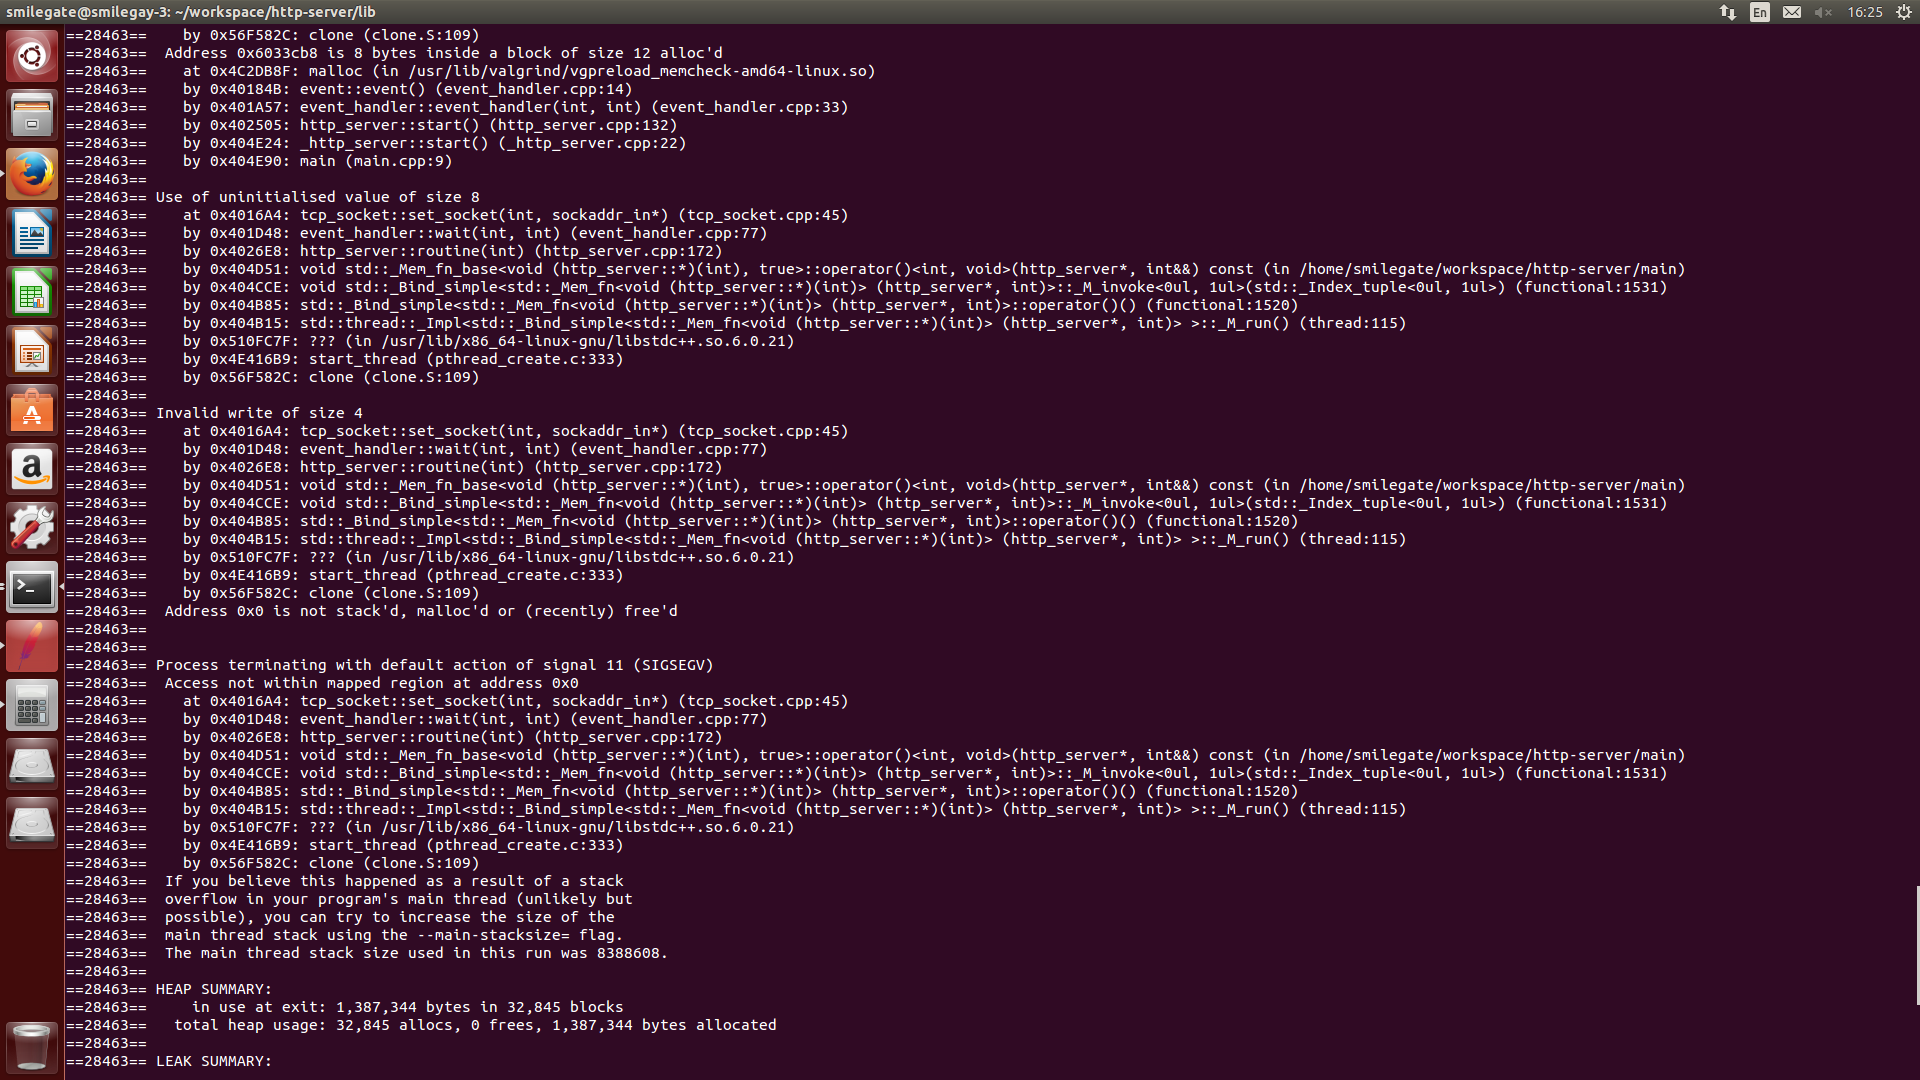 smilegate@smilegay-3: ~/workspace/http-server/lib
En
16:25
==28463==    by 0x56F582C: clone (clone.S:109)
==28463==  Address 0x6033cb8 is 8 bytes inside a block of size 12 alloc'd
==28463==    at 0x4C2DB8F: malloc (in /usr/lib/valgrind/vgpreload_memcheck-amd64-linux.so)
==28463==    by 0x40184B: event::event() (event_handler.cpp:14)
==28463==    by 0x401A57: event_handler::event_handler(int, int) (event_handler.cpp:33)
==28463==    by 0x402505: http_server::start() (http_server.cpp:132)
==28463==    by 0x404E24: _http_server::start() (_http_server.cpp:22)
==28463==    by 0x404E90: main (main.cpp:9)
==28463==
==28463== Use of uninitialised value of size 8
==28463==    at 0x4016A4: tcp_socket::set_socket(int, sockaddr_in*) (tcp_socket.cpp:45)
==28463==    by 0x401D48: event_handler::wait(int, int) (event_handler.cpp:77)
==28463==    by 0x4026E8: http_server::routine(int) (http_server.cpp:172)
==28463==    by 0x404D51: void std::_Mem_fn_base<void (http_server::*)(int), true>::operator()<int, void>(http_server*, int&&) const (in /home/smilegate/workspace/http-server/main)
==28463==    by 0x404CCE: void std::_Bind_simple<std::_Mem_fn<void (http_server::*)(int)> (http_server*, int)>::_M_invoke<0ul, 1ul>(std::_Index_tuple<0ul, 1ul>) (functional:1531)
==28463==    by 0x404B85: std::_Bind_simple<std::_Mem_fn<void (http_server::*)(int)> (http_server*, int)>::operator()() (functional:1520)
==28463==    by 0x404B15: std::thread::_Impl<std::_Bind_simple<std::_Mem_fn<void (http_server::*)(int)> (http_server*, int)> >::_M_run() (thread:115)
==28463==    by 0x510FC7F: ??? (in /usr/lib/x86_64-linux-gnu/libstdc++.so.6.0.21)
==28463==    by 0x4E416B9: start_thread (pthread_create.c:333)
==28463==    by 0x56F582C: clone (clone.S:109)
==28463==
==28463== Invalid write of size 4
==28463==    at 0x4016A4: tcp_socket::set_socket(int, sockaddr_in*) (tcp_socket.cpp:45)
==28463==    by 0x401D48: event_handler::wait(int, int) (event_handler.cpp:77)
==28463==    by 0x4026E8: http_server::routine(int) (http_server.cpp:172)
==28463==    by 0x404D51: void std::_Mem_fn_base<void (http_server::*)(int), true>::operator()<int, void>(http_server*, int&&) const (in /home/smilegate/workspace/http-server/main)
==28463==    by 0x404CCE: void std::_Bind_simple<std::_Mem_fn<void (http_server::*)(int)> (http_server*, int)>::_M_invoke<0ul, 1ul>(std::_Index_tuple<0ul, 1ul>) (functional:1531)
==28463==    by 0x404B85: std::_Bind_simple<std::_Mem_fn<void (http_server::*)(int)> (http_server*, int)>::operator()() (functional:1520)
==28463==    by 0x404B15: std::thread::_Impl<std::_Bind_simple<std::_Mem_fn<void (http_server::*)(int)> (http_server*, int)> >::_M_run() (thread:115)
==28463==    by 0x510FC7F: ??? (in /usr/lib/x86_64-linux-gnu/libstdc++.so.6.0.21)
==28463==    by 0x4E416B9: start_thread (pthread_create.c:333)
==28463==    by 0x56F582C: clone (clone.S:109)
==28463==  Address 0x0 is not stack'd, malloc'd or (recently) free'd
==28463==
==28463==
==28463== Process terminating with default action of signal 11 (SIGSEGV)
==28463==  Access not within mapped region at address 0x0
==28463==    at 0x4016A4: tcp_socket::set_socket(int, sockaddr_in*) (tcp_socket.cpp:45)
==28463==    by 0x401D48: event_handler::wait(int, int) (event_handler.cpp:77)
==28463==    by 0x4026E8: http_server::routine(int) (http_server.cpp:172)
==28463==    by 0x404D51: void std::_Mem_fn_base<void (http_server::*)(int), true>::operator()<int, void>(http_server*, int&&) const (in /home/smilegate/workspace/http-server/main)
==28463==    by 0x404CCE: void std::_Bind_simple<std::_Mem_fn<void (http_server::*)(int)> (http_server*, int)>::_M_invoke<0ul, 1ul>(std::_Index_tuple<0ul, 1ul>) (functional:1531)
==28463==    by 0x404B85: std::_Bind_simple<std::_Mem_fn<void (http_server::*)(int)> (http_server*, int)>::operator()() (functional:1520)
==28463==    by 0x404B15: std::thread::_Impl<std::_Bind_simple<std::_Mem_fn<void (http_server::*)(int)> (http_server*, int)> >::_M_run() (thread:115)
==28463==    by 0x510FC7F: ??? (in /usr/lib/x86_64-linux-gnu/libstdc++.so.6.0.21)
==28463==    by 0x4E416B9: start_thread (pthread_create.c:333)
==28463==    by 0x56F582C: clone (clone.S:109)
==28463==  If you believe this happened as a result of a stack
==28463==  overflow in your program's main thread (unlikely but
==28463==  possible), you can try to increase the size of the
==28463==  main thread stack using the --main-stacksize= flag.
==28463==  The main thread stack size used in this run was 8388608.
==28463==
==28463== HEAP SUMMARY:
==28463==     in use at exit: 1,387,344 bytes in 32,845 blocks
==28463==   total heap usage: 32,845 allocs, 0 frees, 1,387,344 bytes allocated
==28463==
==28463== LEAK SUMMARY: